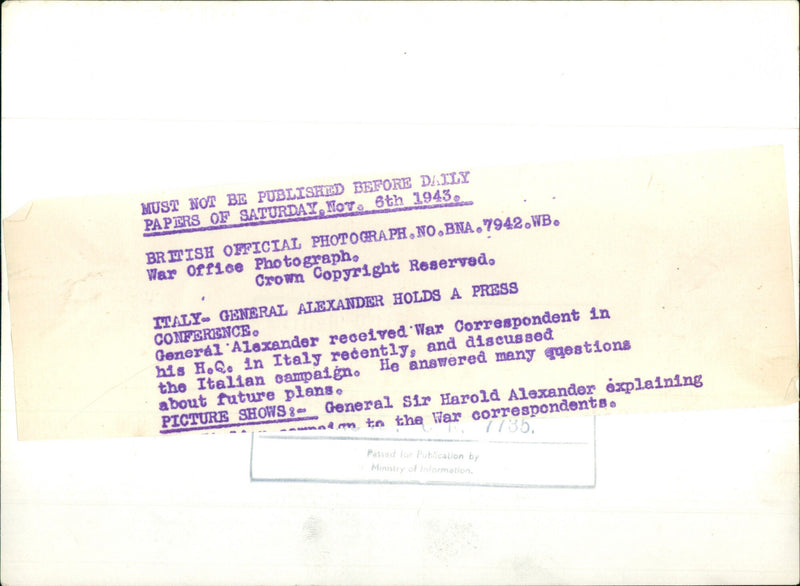 MUST NOT BE PUBLISHED BEFORE DAILY
PAPERS OF SATURDAY,Nov. 6th 1943.
BRITISH OFFICIAL PHOTOGRAPH.NO.BNA.7942.WB.
War Office Photograph.
Crown Copyright Reserved.
ITALY- GENERAL ALEXANDER HOLDS A PRESS
CONFERENCE.
General Alexander received War Correspondent in
his H.Q. in Italy recently, and discussed
the Italian campaign. He answered many questions
about future plans.
PICTURE SHOWS:- General Sir Harold Alexander explaining
campaign to the War correspondents.
7735.
Passed for Publication by
Ministry of Information.